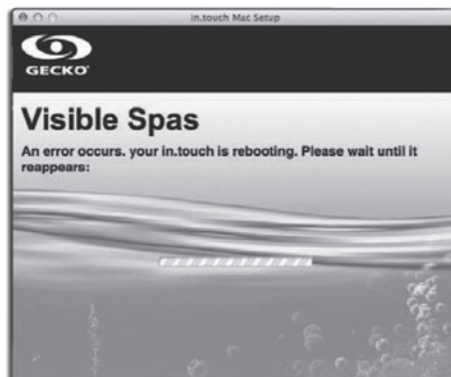 in.touch Mac Setup
GECKO
Visible Spas
An error occurs. your in.touch is rebooting. Please wait until it
reappears: